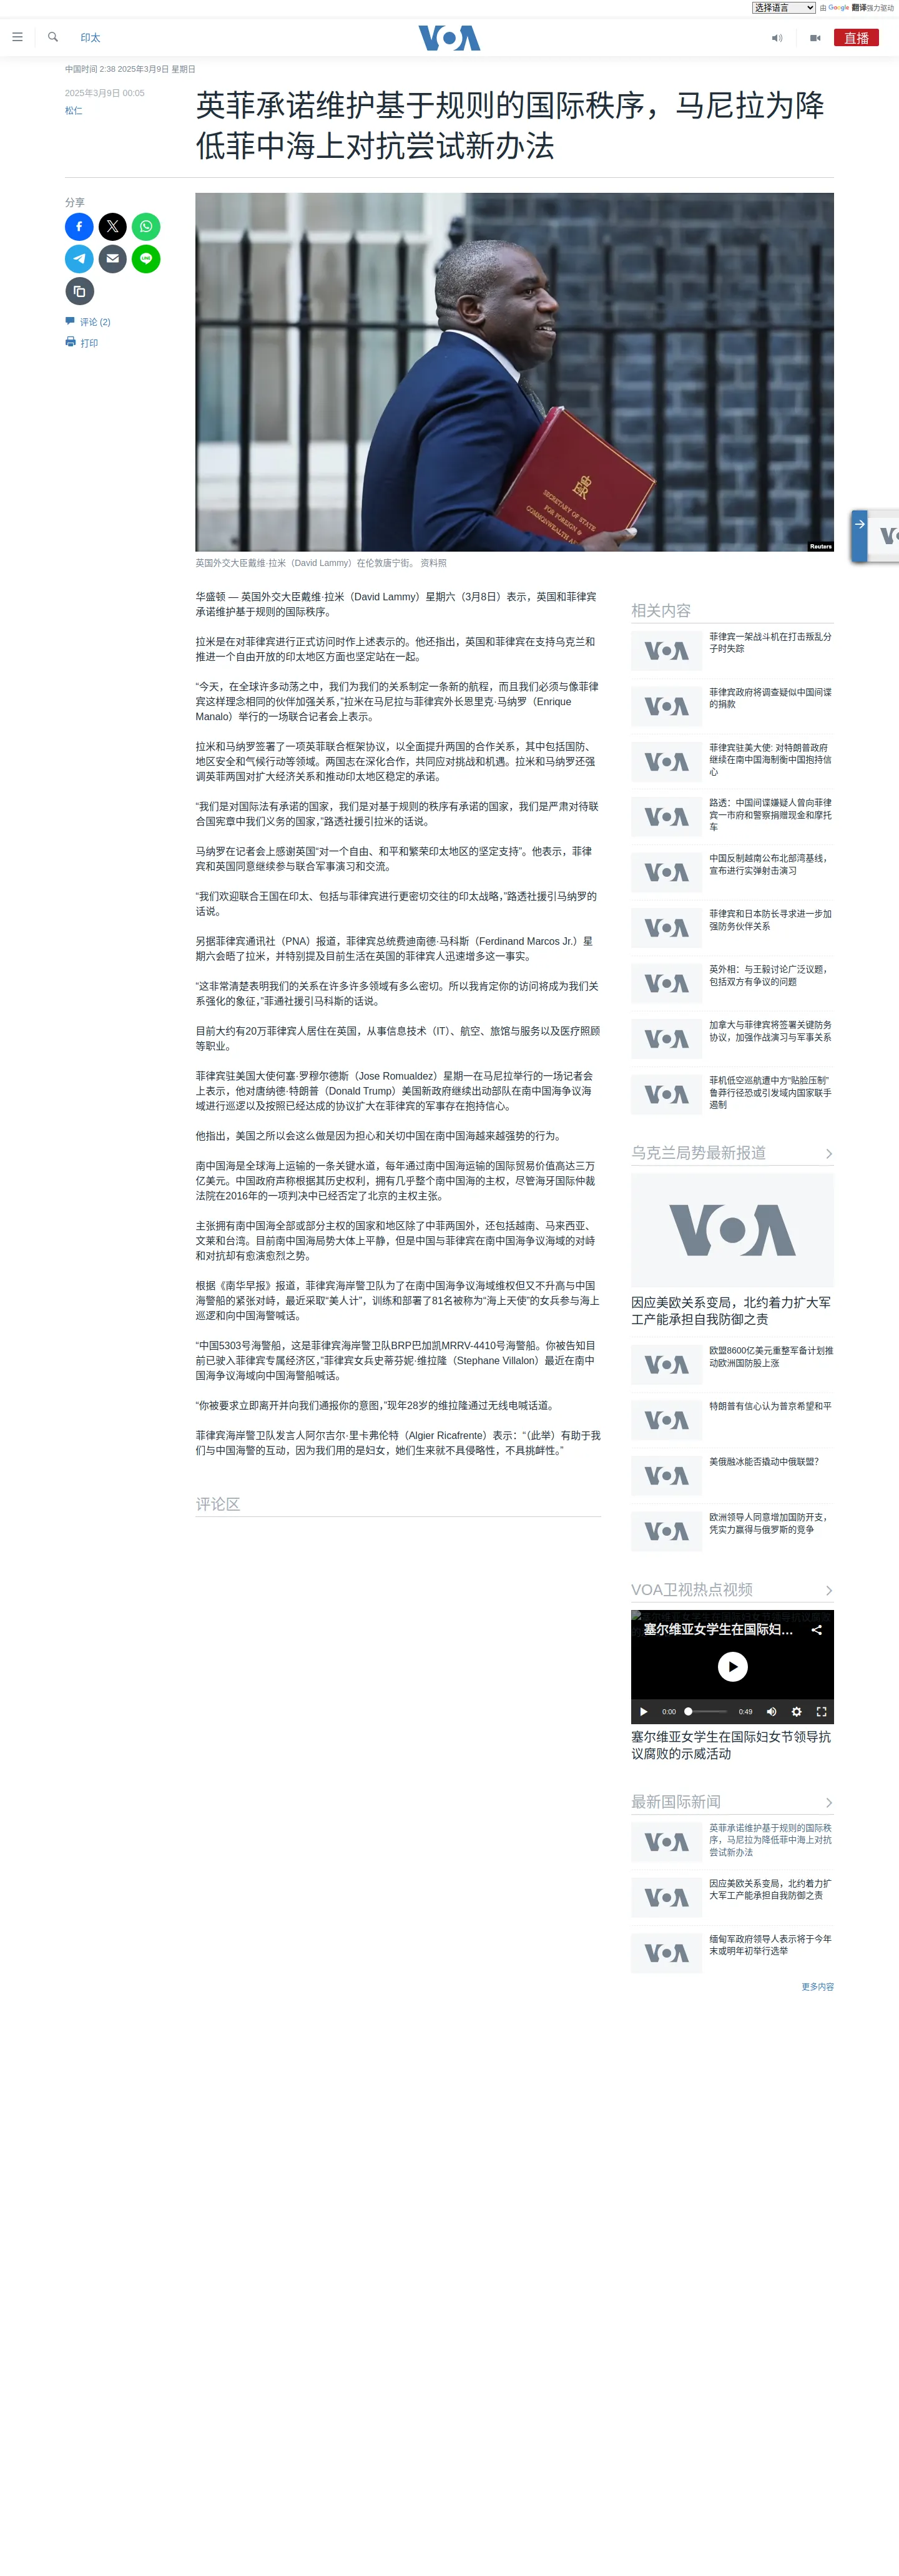 选择语言
由 Google 翻译强力驱动
印太
VOA
直播
中国时间 2:38 2025年3月9日 星期日
2025年3月9日 00:05
松仁
英菲承诺维护基于规则的国际秩序，马尼拉为降
低菲中海上对抗尝试新办法
分享
评论 (2)
打印
SECRETARY OF STATE
FOR FOREIGN &
COMMONWEALTH
Reuters
英国外交大臣戴维·拉米（David Lammy）在伦敦唐宁街。 资料照
华盛顿 — 英国外交大臣戴维·拉米（David Lammy）星期六（3月8日）表示，英国和菲律宾
承诺维护基于规则的国际秩序。
拉米是在对菲律宾进行正式访问时作上述表示的。他还指出，英国和菲律宾在支持乌克兰和
推进一个自由开放的印太地区方面也坚定站在一起。
“今天，在全球许多动荡之中，我们为我们的关系制定一条新的航程，而且我们必须与像菲律
宾这样理念相同的伙伴加强关系，”拉米在马尼拉与菲律宾外长恩里克·马纳罗（Enrique
Manalo）举行的一场联合记者会上表示。
拉米和马纳罗签署了一项英菲联合框架协议，以全面提升两国的合作关系，其中包括国防、
地区安全和气候行动等领域。两国志在深化合作，共同应对挑战和机遇。拉米和马纳罗还强
调英菲两国对扩大经济关系和推动印太地区稳定的承诺。
“我们是对国际法有承诺的国家，我们是对基于规则的秩序有承诺的国家，我们是严肃对待联
合国宪章中我们义务的国家，”路透社援引拉米的话说。
马纳罗在记者会上感谢英国“对一个自由、和平和繁荣印太地区的坚定支持”。他表示，菲律
宾和英国同意继续参与联合军事演习和交流。
“我们欢迎联合王国在印太、包括与菲律宾进行更密切交往的印太战略，”路透社援引马纳罗的
话说。
另据菲律宾通讯社（PNA）报道，菲律宾总统费迪南德·马科斯（Ferdinand Marcos Jr.）星
期六会晤了拉米，并特别提及目前生活在英国的菲律宾人迅速增多这一事实。
“这非常清楚表明我们的关系在许多许多领域有多么密切。所以我肯定你的访问将成为我们关
系强化的象征，”菲通社援引马科斯的话说。
目前大约有20万菲律宾人居住在英国，从事信息技术（IT）、航空、旅馆与服务以及医疗照顾
等职业。
菲律宾驻美国大使何塞·罗穆尔德斯（Jose Romualdez）星期一在马尼拉举行的一场记者会
上表示，他对唐纳德·特朗普（Donald Trump）美国新政府继续出动部队在南中国海争议海
域进行巡逻以及按照已经达成的协议扩大在菲律宾的军事存在抱持信心。
他指出，美国之所以会这么做是因为担心和关切中国在南中国海越来越强势的行为。
南中国海是全球海上运输的一条关键水道，每年通过南中国海运输的国际贸易价值高达三万
亿美元。中国政府声称根据其历史权利，拥有几乎整个南中国海的主权，尽管海牙国际仲裁
法院在2016年的一项判决中已经否定了北京的主权主张。
主张拥有南中国海全部或部分主权的国家和地区除了中菲两国外，还包括越南、马来西亚、
文莱和台湾。目前南中国海局势大体上平静，但是中国与菲律宾在南中国海争议海域的对峙
和对抗却有愈演愈烈之势。
根据《南华早报》报道，菲律宾海岸警卫队为了在南中国海争议海域维权但又不升高与中国
海警船的紧张对峙，最近采取“美人计”，训练和部署了81名被称为“海上天使”的女兵参与海上
巡逻和向中国海警喊话。
“中国5303号海警船，这是菲律宾海岸警卫队BRP巴加凯MRRV-4410号海警船。你被告知目
前已驶入菲律宾专属经济区，”菲律宾女兵史蒂芬妮·维拉隆（Stephane Villalon）最近在南中
国海争议海域向中国海警船喊话。
“你被要求立即离开并向我们通报你的意图，”现年28岁的维拉隆通过无线电喊话道。
菲律宾海岸警卫队发言人阿尔吉尔·里卡弗伦特（Algier Ricafrente）表示：“（此举）有助于我
们与中国海警的互动，因为我们用的是妇女，她们生来就不具侵略性，不具挑衅性。”
评论区
相关内容
菲律宾一架战斗机在打击叛乱分
子时失踪
菲律宾政府将调查疑似中国间谍
的捐款
菲律宾驻美大使: 对特朗普政府
继续在南中国海制衡中国抱持信
心
路透：中国间谍嫌疑人曾向菲律
宾一市府和警察捐赠现金和摩托
车
中国反制越南公布北部湾基线，
宣布进行实弹射击演习
菲律宾和日本防长寻求进一步加
强防务伙伴关系
英外相：与王毅讨论广泛议题，
包括双方有争议的问题
加拿大与菲律宾将签署关键防务
协议，加强作战演习与军事关系
菲机低空巡航遭中方“贴脸压制”
鲁莽行径恐或引发域内国家联手
遏制
乌克兰局势最新报道
VOA
因应美欧关系变局，北约着力扩大军
工产能承担自我防御之责
欧盟8600亿美元重整军备计划推
动欧洲国防股上涨
特朗普有信心认为普京希望和平
美俄融冰能否撬动中俄联盟？
欧洲领导人同意增加国防开支，
凭实力赢得与俄罗斯的竞争
VOA卫视热点视频
塞尔维亚女学生在国际妇...
0:00
0:49
塞尔维亚女学生在国际妇女节领导抗
议腐败的示威活动
最新国际新闻
英菲承诺维护基于规则的国际秩
序，马尼拉为降低菲中海上对抗
尝试新办法
因应美欧关系变局，北约着力扩
大军工产能承担自我防御之责
缅甸军政府领导人表示将于今年
末或明年初举行选举
更多内容